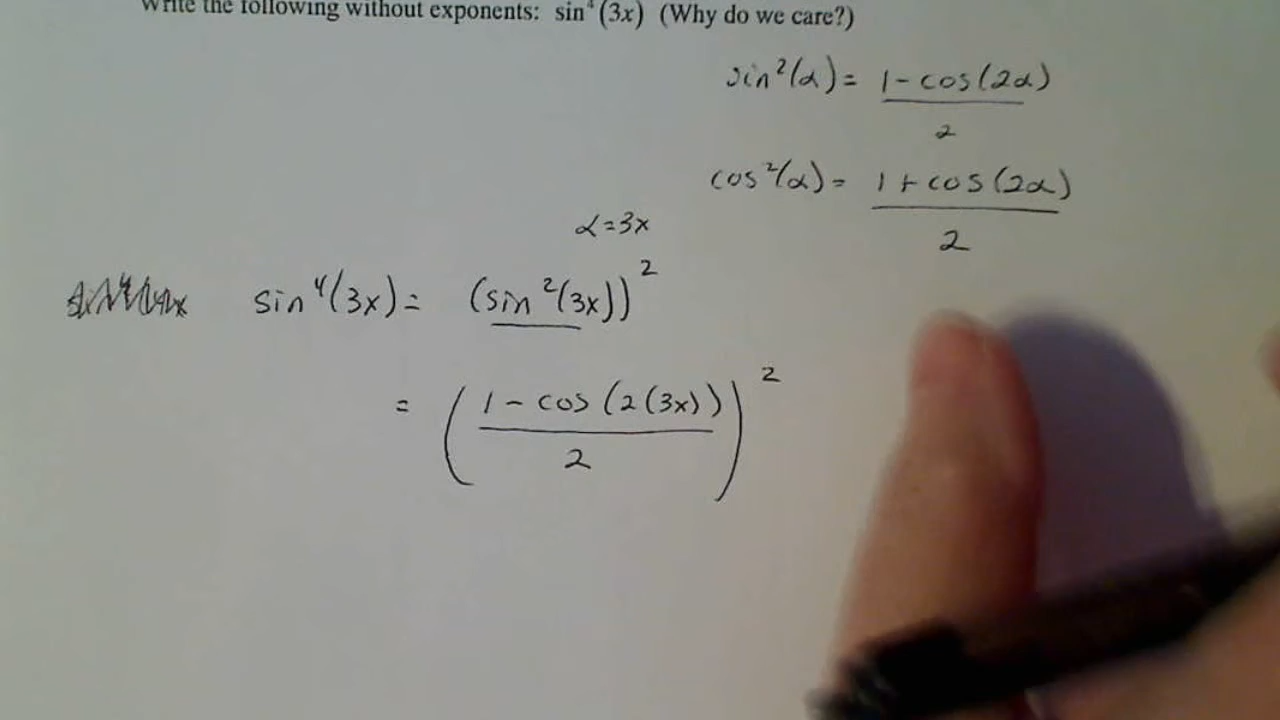 Write the following without exponents: sin⁴(3x) (Why do we care?)
sin²(α) = 1 - cos(2α) / 2
cos²(α) = 1 + cos(2α) / 2
α = 3x
sin⁴(3x) = (sin²(3x))²
= (1 - cos(2(3x)) / 2)²